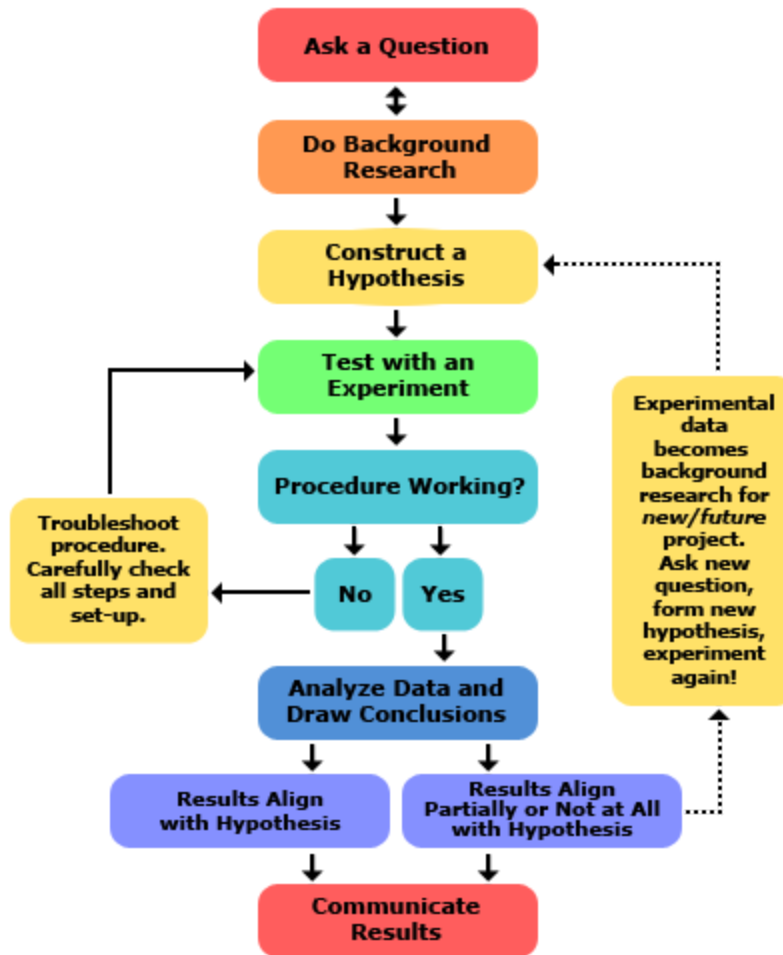 Ask a Question
Do Background
Research
Construct a
Hypothesis
Test with an
Experiment
Procedure Working?
No
Yes
Troubleshoot
procedure.
Carefully check
all steps and
set-up.
Analyze Data and
Draw Conclusions
Results Align
with Hypothesis
Results Align
Partially or Not at All
with Hypothesis
Experimental
data
becomes
background
research for
new/future
project.
Ask new
question,
form new
hypothesis,
experiment
again!
Communicate
Results